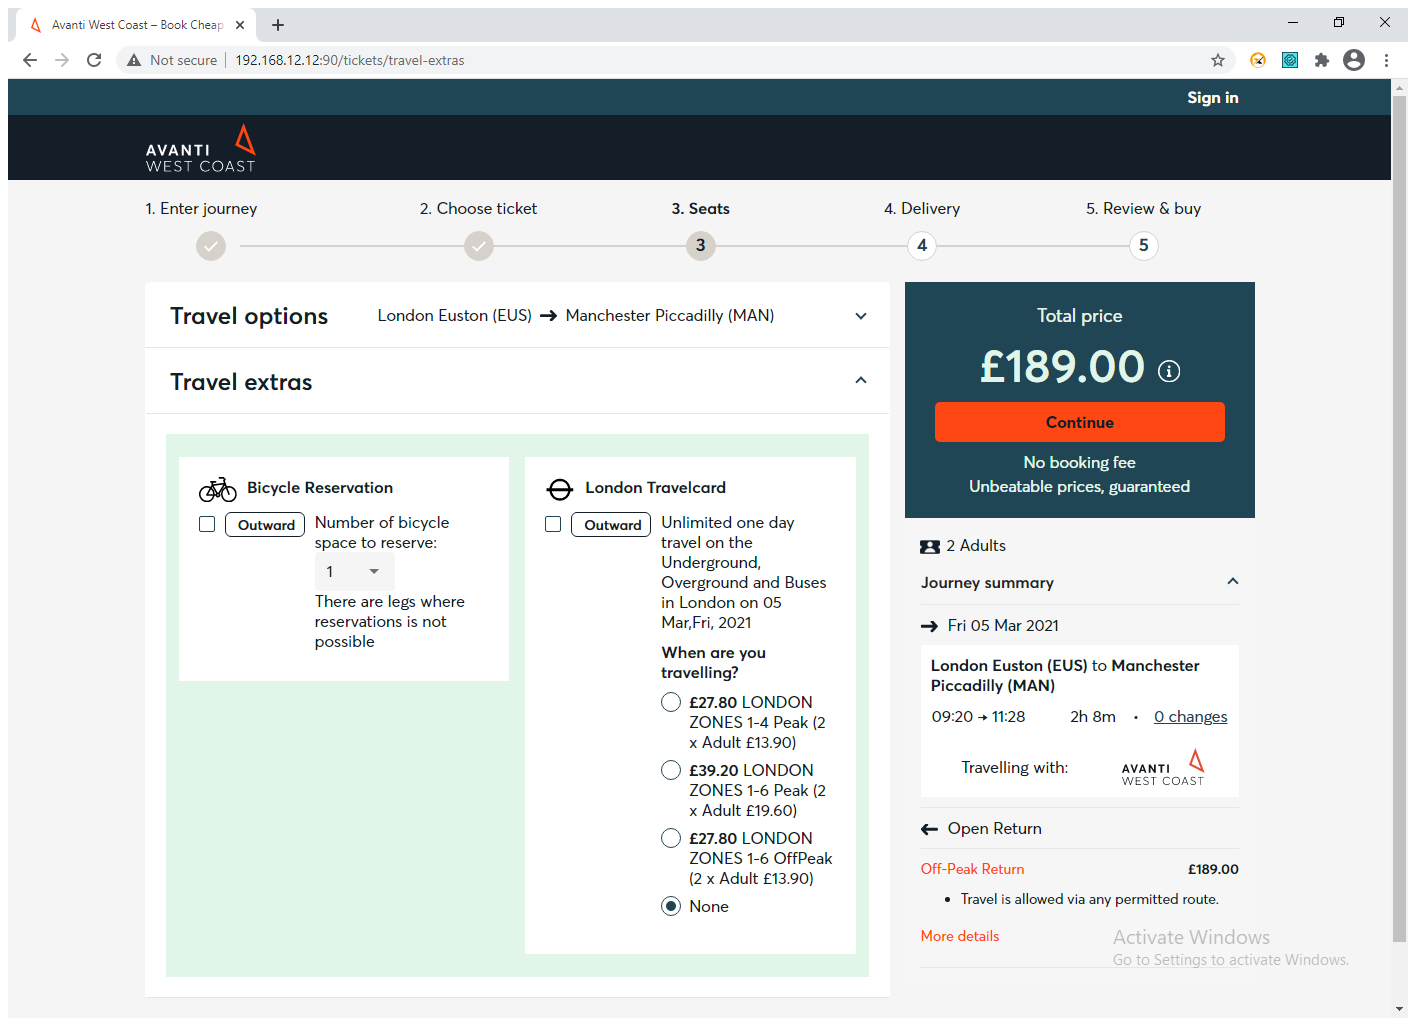 Avanti West Coast – Book Cheap
Not secure
192.168.12.12:90/tickets/travel-extras
Sign in
AVANTI
WEST COAST
1. Enter journey
2. Choose ticket
3. Seats
4. Delivery
5. Review & buy
3
4
5
Travel options
London Euston (EUS) → Manchester Piccadilly (MAN)
Travel extras
Bicycle Reservation
Outward
Number of bicycle
space to reserve:
1
There are legs where
reservations is not
possible
London Travelcard
Outward
Unlimited one day
travel on the
Underground,
Overground and Buses
in London on 05
Mar,Fri, 2021
When are you
travelling?
£27.80 LONDON
ZONES 1-4 Peak (2
x Adult £13.90)
£39.20 LONDON
ZONES 1-6 Peak (2
x Adult £19.60)
£27.80 LONDON
ZONES 1-6 OffPeak
(2 x Adult £13.90)
None
Total price
£189.00
Continue
No booking fee
Unbeatable prices, guaranteed
2 Adults
Journey summary
→ Fri 05 Mar 2021
London Euston (EUS) to Manchester
Piccadilly (MAN)
09:20 → 11:28 2h 8m • 0 changes
Travelling with:
AVANTI
WEST COAST
← Open Return
Off-Peak Return £189.00
• Travel is allowed via any permitted route.
More details
Activate Windows
Go to Settings to activate Windows.